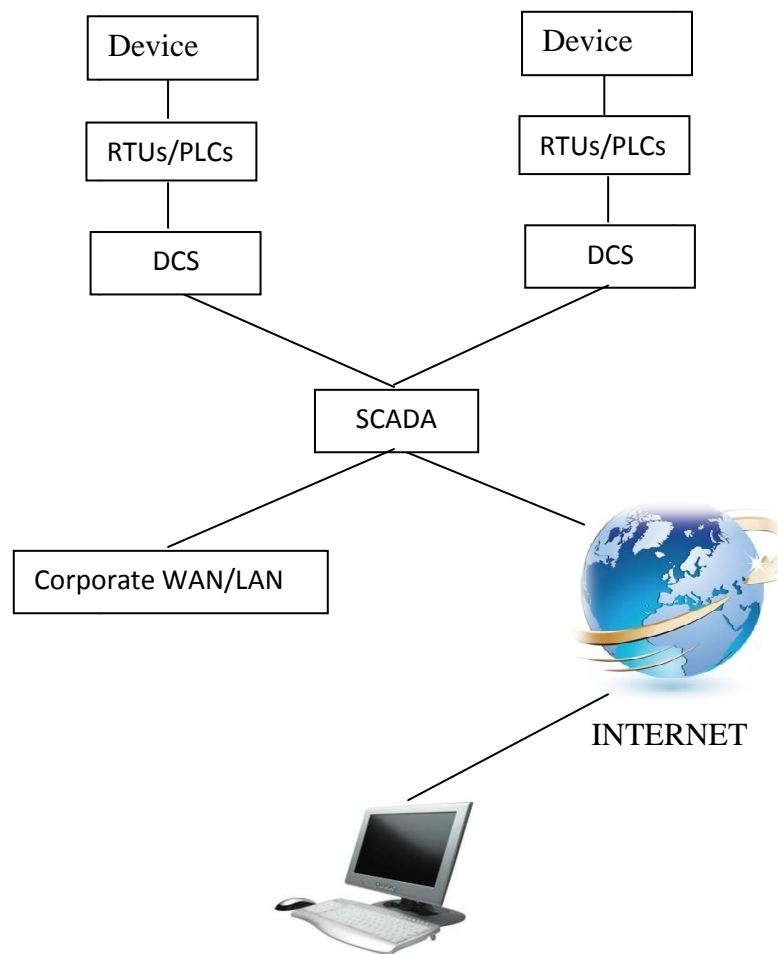 Device
Device
RTUs/PLCs
RTUs/PLCs
DCS
DCS
SCADA
Corporate WAN/LAN
INTERNET